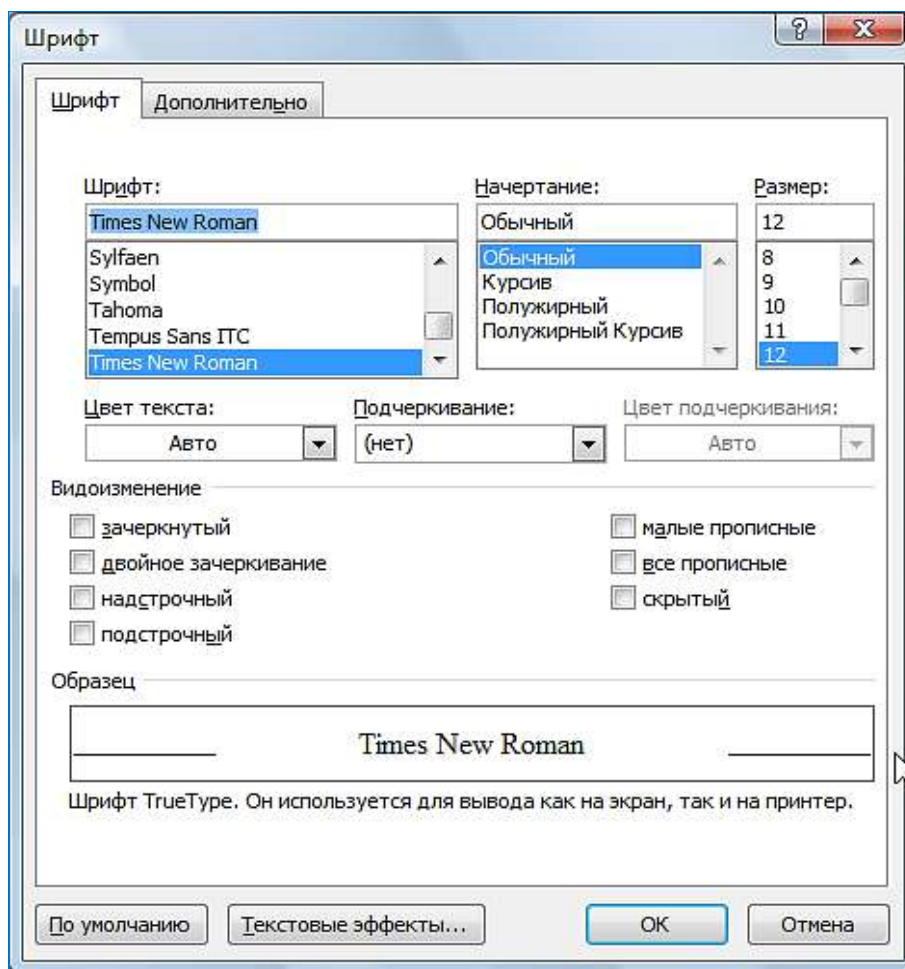 Шрифт
Шрифт Дополнительно
Шрифт: Начертание: Размер:
Times New Roman Обычный 12
Sylfaen Обычный 8
Symbol Курсив 9
Tahoma Полужирный 10
Tempus Sans ITC Полужирный Курсив 11
Times New Roman 12
Цвет текста: Подчеркивание: Цвет подчеркивания:
Авто (нет) Авто
Видоизменение
зачеркнутый малые прописные
двойное зачеркивание все прописные
надстрочный скрытый
подстрочный
Образец
Times New Roman
Шрифт TrueType. Он используется для вывода как на экран, так и на принтер.
По умолчанию Текстовые эффекты... ОК Отмена